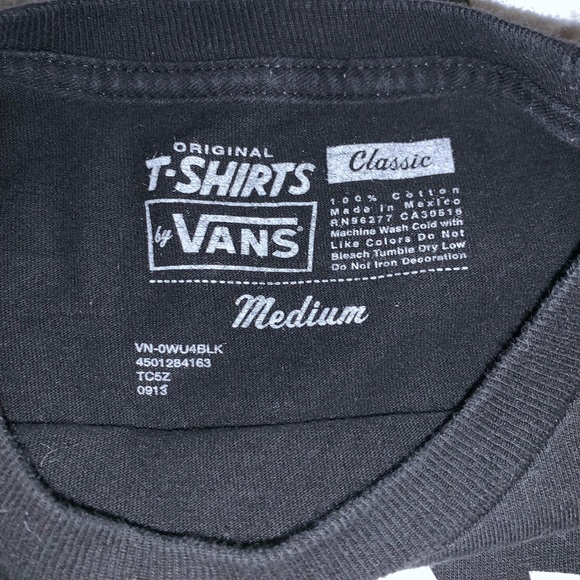 ORIGINAL
T-SHIRTS
by VANS®
Classic
100% Cotton
Made in Mexico
RN96277 CA30516
Machine Wash Cold with
Like Colors Do Not
Bleach Tumble Dry Low
Do Not Iron Decoration
Medium
VN-0WU4BLK
4501284163
TC5Z
0913